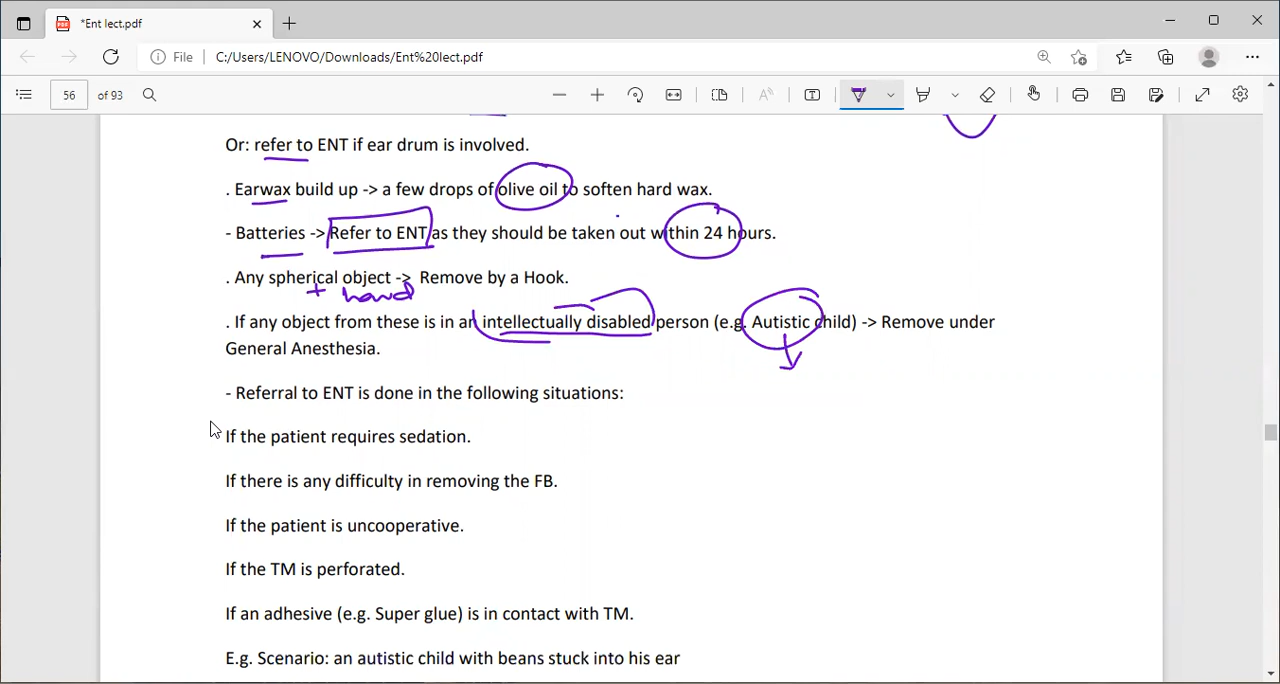 *Ent lect.pdf
File
C:/Users/LENOVO/Downloads/Ent%20lect.pdf
56 of 93
Or: refer to ENT if ear drum is involved.
. Earwax build up -> a few drops of olive oil to soften hard wax.
- Batteries -> Refer to ENT as they should be taken out within 24 hours.
. Any spherical object -> Remove by a Hook.
+ hard
. If any object from these is in an intellectually disabled person (e.g. Autistic child) -> Remove under
General Anesthesia.
- Referral to ENT is done in the following situations:
If the patient requires sedation.
If there is any difficulty in removing the FB.
If the patient is uncooperative.
If the TM is perforated.
If an adhesive (e.g. Super glue) is in contact with TM.
E.g. Scenario: an autistic child with beans stuck into his ear